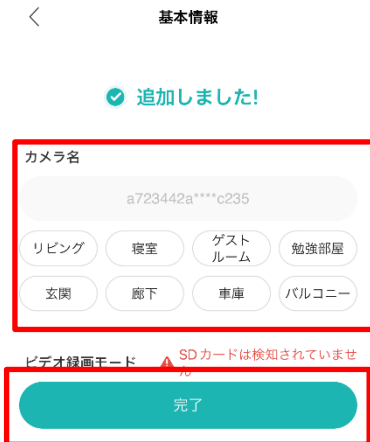 基本情報
追加しました!
カメラ名
a723442a****c235
リビング
寝室
ゲスト
ルーム
勉強部屋
玄関
廊下
車庫
バルコニー
ビデオ録画モード
SDカードは検知されていませ
ん
完了